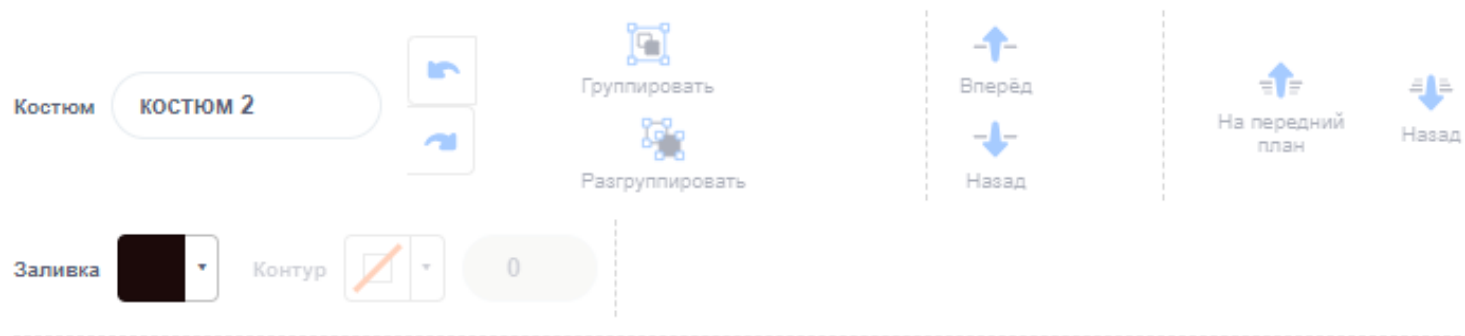 Костюм
костюм 2
Группировать
Разгруппировать
Вперёд
Назад
На передний
план
Назад
Заливка
Контур
0